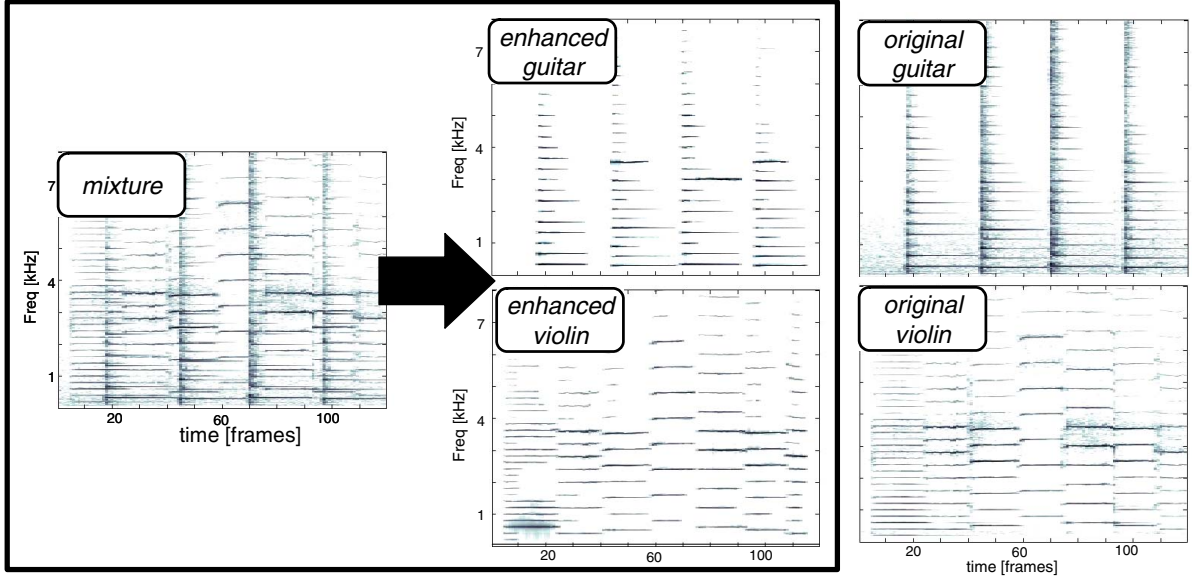 mixture
7
4
1
Freq [kHz]
20
60
100
time [frames]
enhanced
guitar
7
4
1
Freq [kHz]
enhanced
violin
7
4
1
Freq [kHz]
20
60
100
original
guitar
original
violin
20
60
100
time [frames]